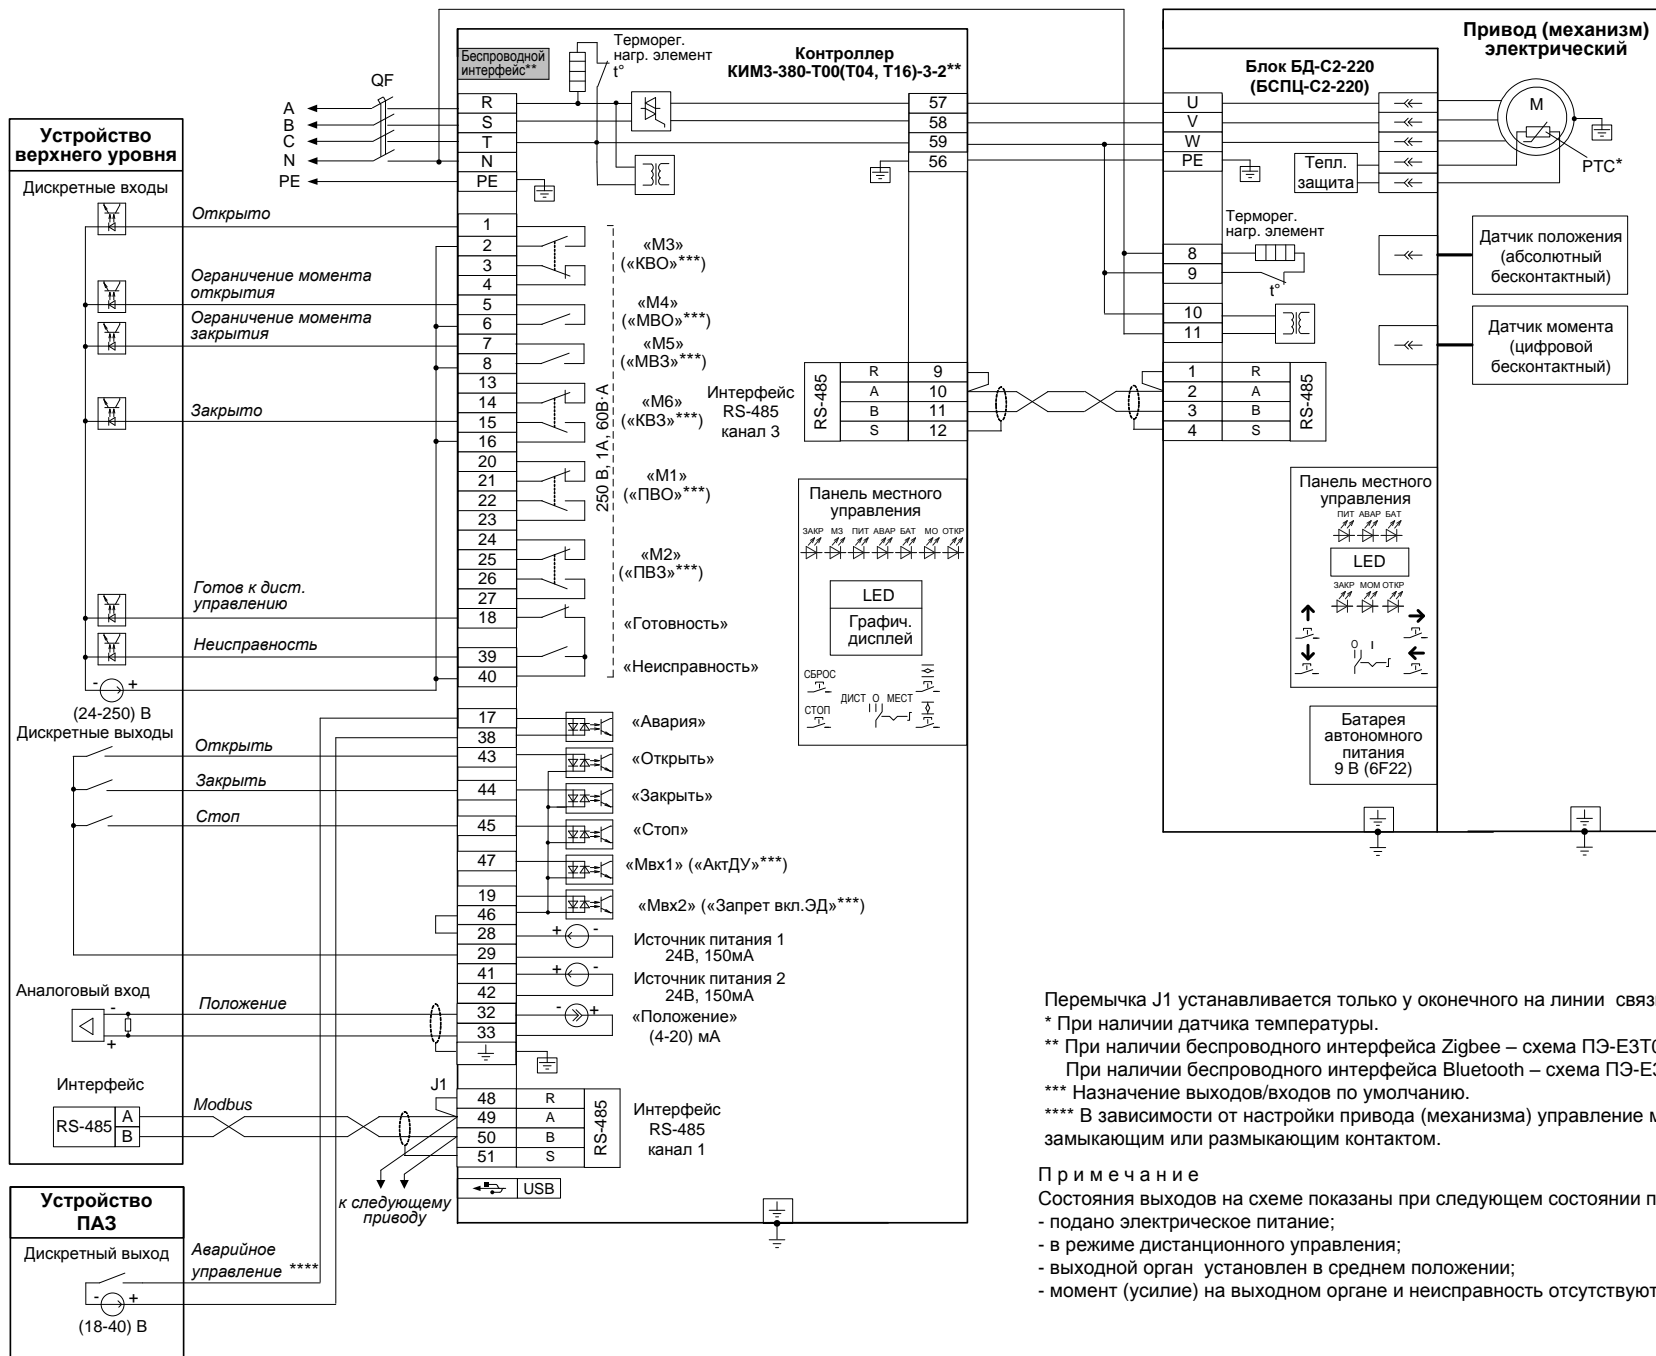 QF
A
B
C
N
PE
Устройство
верхнего уровня
Дискретные входы
Открыто
Ограничение момента
открытия
Ограничение момента
закрытия
Закрыто
Готов к дист.
управлению
Неисправность
- +
(24-250) В
Дискретные выходы
Открыть
Закрыть
Стоп
Аналоговый вход
-
+
Положение
Интерфейс
RS-485
A
B
Modbus
J1
к следующему
приводу
Устройство
ПАЗ
Дискретный выход
Аварийное
управление ****
- +
(18-40) В
Беспроводной
интерфейс**
Терморег.
нагр. элемент
t°
Контроллер
КИМ3-380-Т00(Т04, Т16)-3-2**
R
S
T
N
PE
57
58
59
56
1
2
3
4
5
6
7
8
13
14
15
16
20
21
22
23
24
25
26
27
18
39
40
17
38
43
44
45
47
19
46
28
29
41
42
32
33
«М3»
(«КВО»***)
«М4»
(«МВО»***)
«М5»
(«МВЗ»***)
«М6»
(«КВЗ»***)
«М1»
(«ПВО»***)
«М2»
(«ПВЗ»***)
250 В, 1А, 60В·А
«Готовность»
«Неисправность»
«Авария»
«Открыть»
«Закрыть»
«Стоп»
«Мвх1» («АктДУ»***)
«Мвх2» («Запрет вкл.ЭД»***)
+ -
Источник питания 1
24В, 150мА
+ -
Источник питания 2
24В, 150мА
- +
«Положение»
(4-20) мА
48 R
49 A
50 B
51 S
RS-485
Интерфейс
RS-485
канал 1
USB
Интерфейс
RS-485
канал 3
RS-485
R 9
A 10
B 11
S 12
Панель местного
управления
ЗАКР МЗ ПИТ АВАР БАТ МО ОТКР
LED
Графич.
дисплей
СБРОС
СТОП
ДИСТ О МЕСТ
Привод (механизм)
электрический
Блок БД-С2-220
(БСПЦ-С2-220)
U
V
W
PE
Тепл.
защита
M
PTC*
Терморег.
нагр. элемент
t°
8
9
10
11
Датчик положения
(абсолютный
бесконтактный)
Датчик момента
(цифровой
бесконтактный)
1 R
2 A
3 B
4 S
RS-485
Панель местного
управления
ПИТ АВАР БАТ
LED
ЗАКР МОМ ОТКР
O I
Батарея
автономного
питания
9 В (6F22)
Перемычка J1 устанавливается только у оконечного на линии связ
* При наличии датчика температуры.
** При наличии беспроводного интерфейса Zigbee – схема ПЭ-Е3Т0
При наличии беспроводного интерфейса Bluetooth – схема ПЭ-Е3
*** Назначение выходов/входов по умолчанию.
**** В зависимости от настройки привода (механизма) управление м
замыкающим или размыкающим контактом.
П р и м е ч а н и е
Состояния выходов на схеме показаны при следующем состоянии п
- подано электрическое питание;
- в режиме дистанционного управления;
- выходной орган установлен в среднем положении;
- момент (усилие) на выходном органе и неисправность отсутствуют